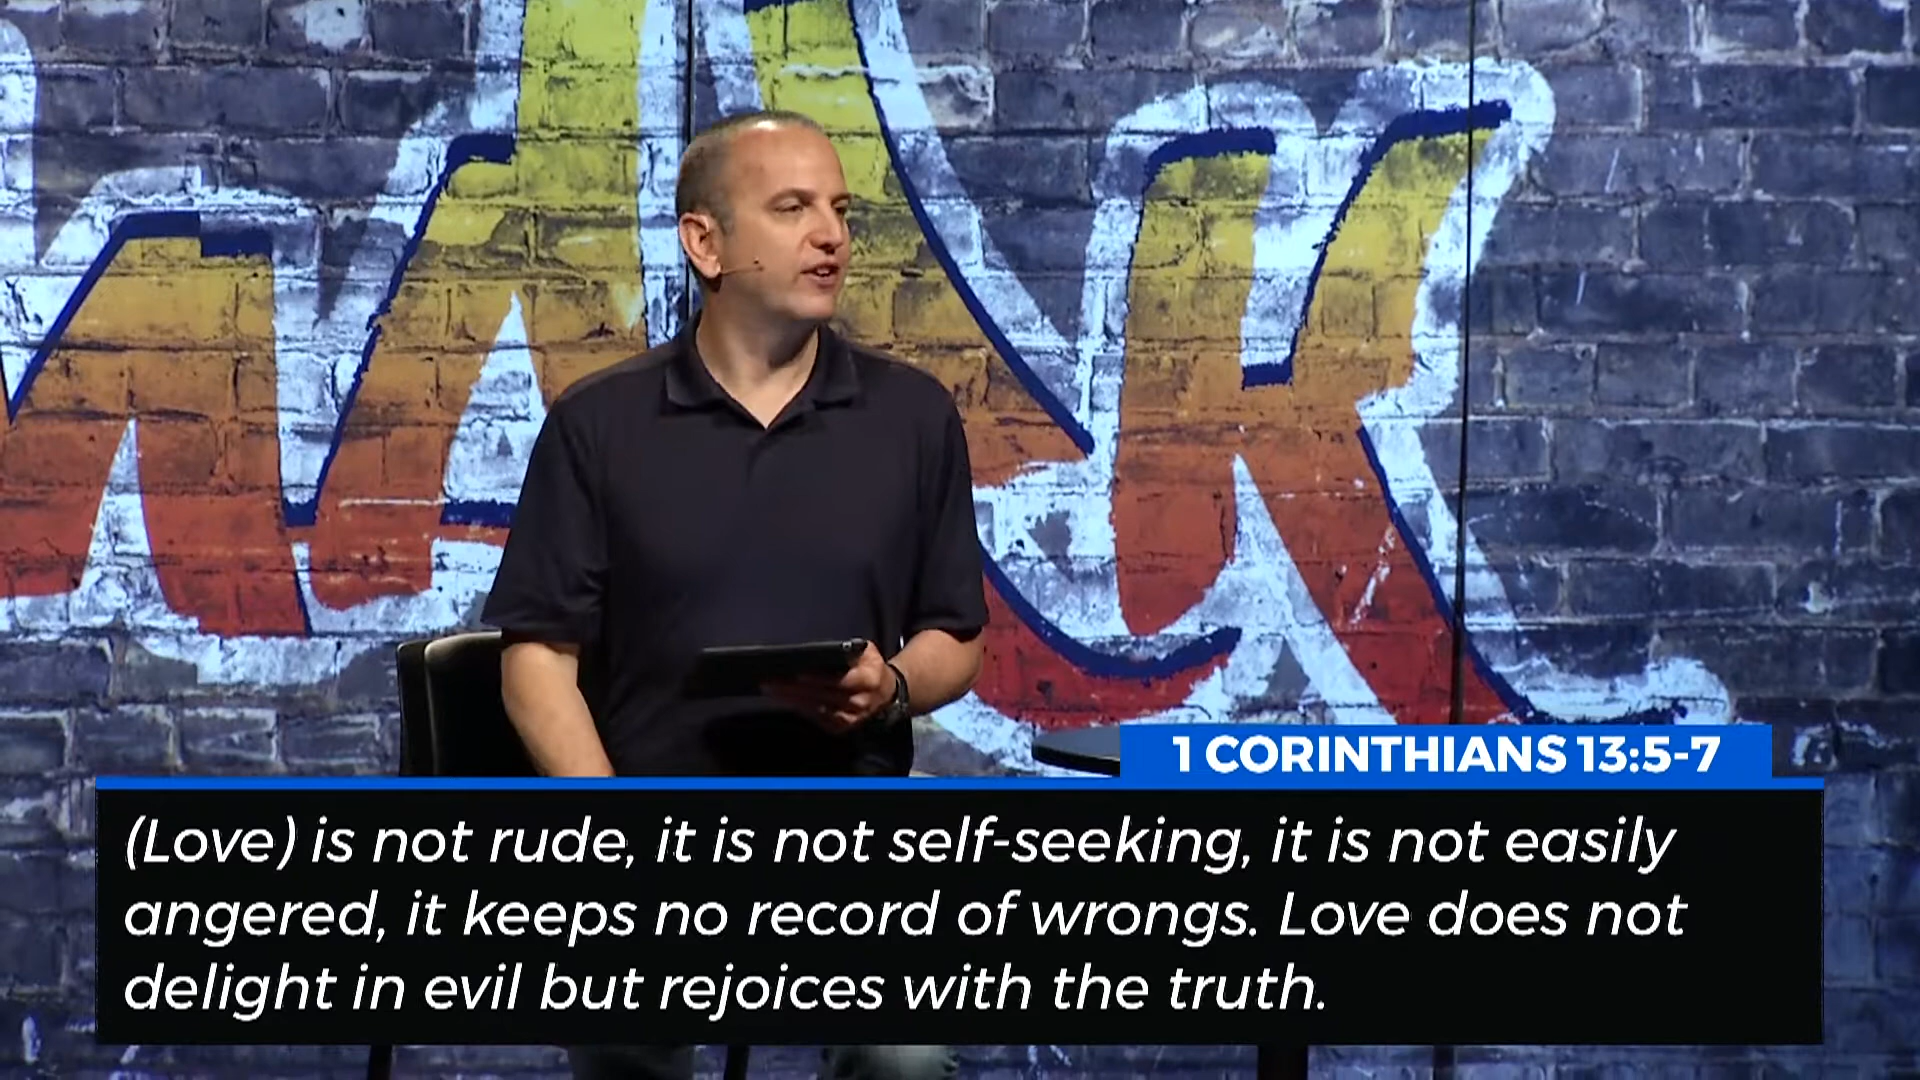 1 CORINTHIANS 13:5-7
(Love) is not rude, it is not self-seeking, it is not easily
angered, it keeps no record of wrongs. Love does not
delight in evil but rejoices with the truth.